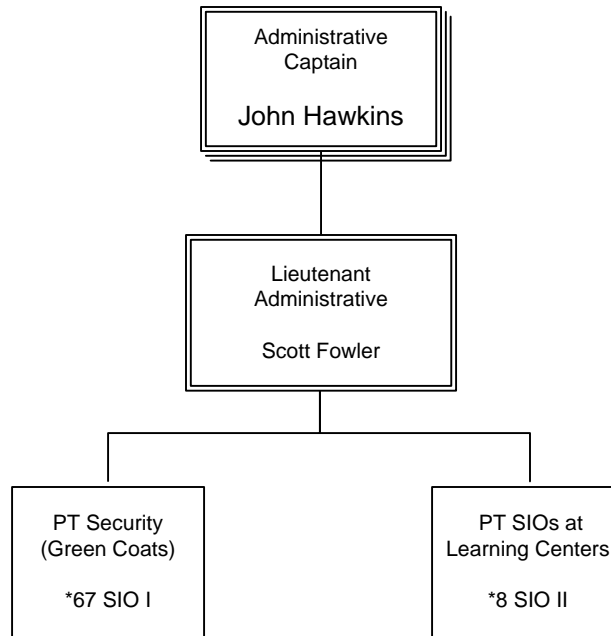 Administrative
Captain
John Hawkins
Lieutenant
Administrative
Scott Fowler
PT Security
(Green Coats)
*67 SIO I
PT SIOs at
Learning Centers
*8 SIO II